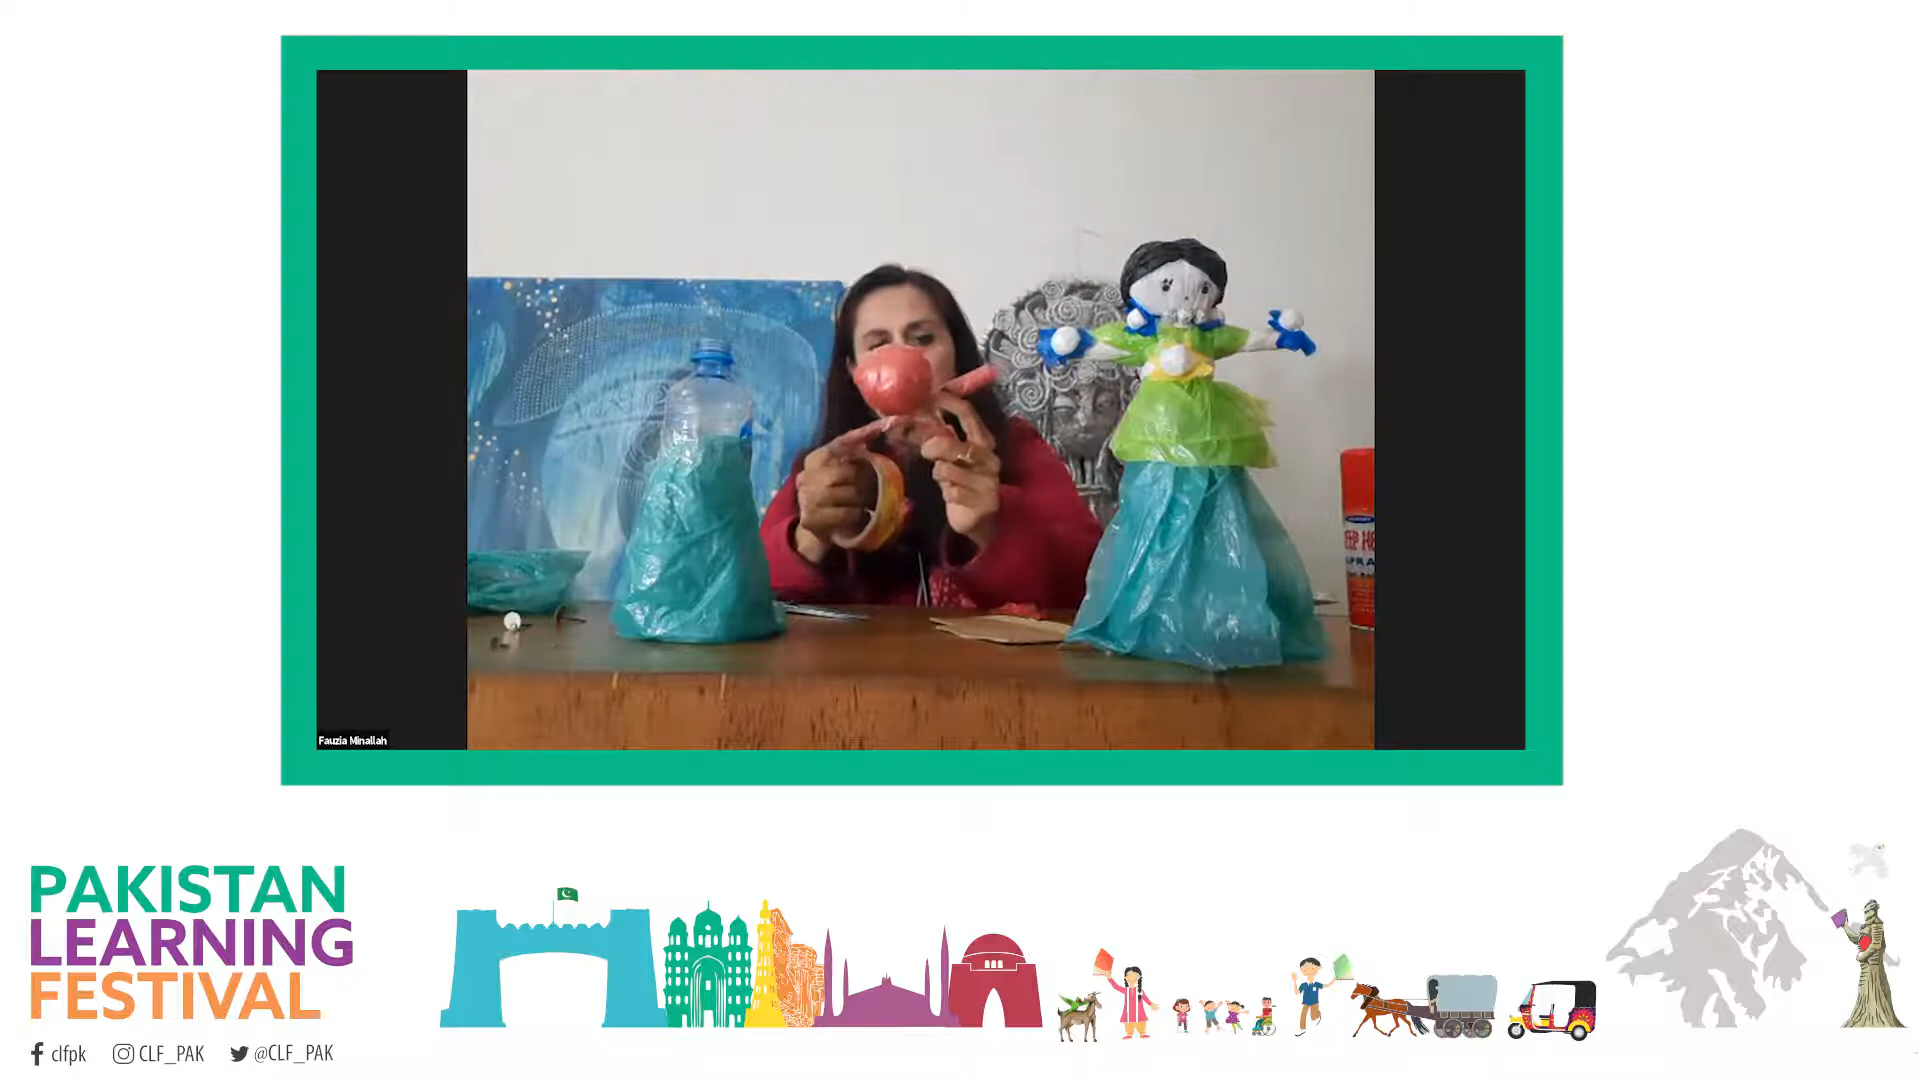 Fauzia Minallah
PAKISTAN
LEARNING
FESTIVAL
clfpk CLF_PAK @CLF_PAK